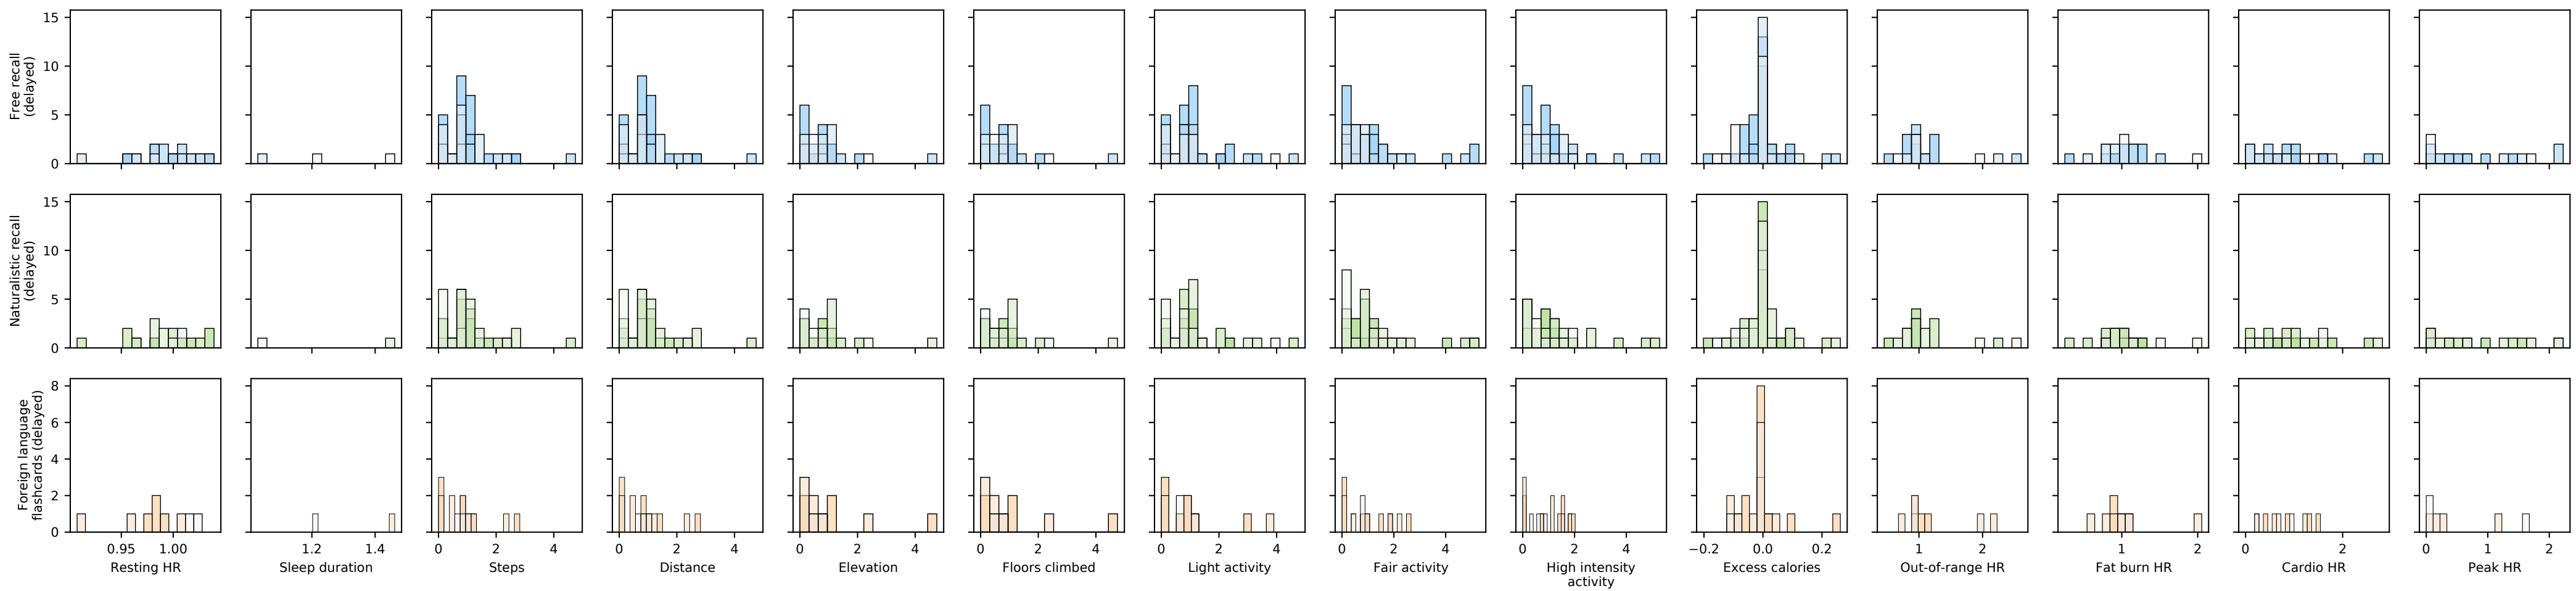 Free recall
(delayed)
15
10
5
0
Naturalistic recall
(delayed)
15
10
5
0
Foreign language
flashcards (delayed)
8
6
4
2
0
0.95 1.00
1.2 1.4
0 2 4
0 2 4
0 2 4
0 2 4
0 2 4
0 2 4
0 2 4
−0.2 0.0 0.2
1 2
1 2
0 2
0 1 2
Resting HR
Sleep duration
Steps
Distance
Elevation
Floors climbed
Light activity
Fair activity
High intensity
activity
Excess calories
Out-of-range HR
Fat burn HR
Cardio HR
Peak HR